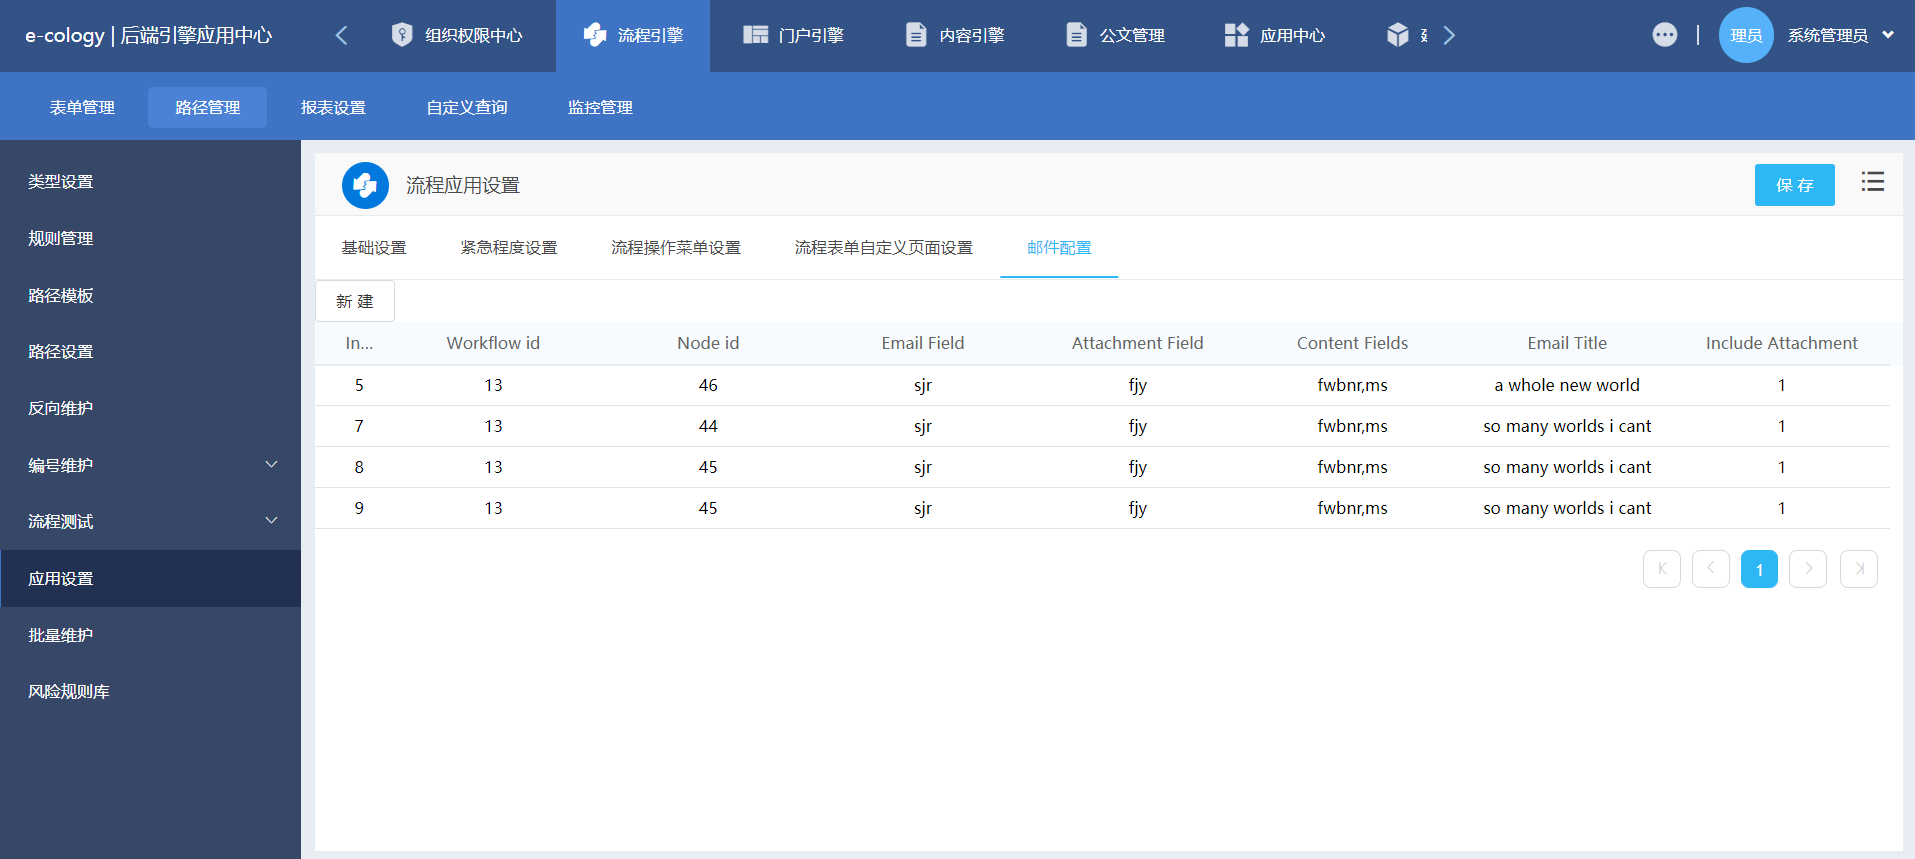 e-cology | 后端引擎应用中心 组织权限中心 流程引擎 门户引擎 内容引擎 公文管理 应用中心 理员 系统管理员
表单管理 路径管理 报表设置 自定义查询 监控管理
类型设置
规则管理
路径模板
路径设置
反向维护
编号维护
流程测试
应用设置
批量维护
风险规则库
流程应用设置 保存
基础设置 紧急程度设置 流程操作菜单设置 流程表单自定义页面设置 邮件配置
新建
In... Workflow id Node id Email Field Attachment Field Content Fields Email Title Include Attachment
5 13 46 sjr fjy fwbnr,ms a whole new world 1
7 13 44 sjr fjy fwbnr,ms so many worlds i cant 1
8 13 45 sjr fjy fwbnr,ms so many worlds i cant 1
9 13 45 sjr fjy fwbnr,ms so many worlds i cant 1
1